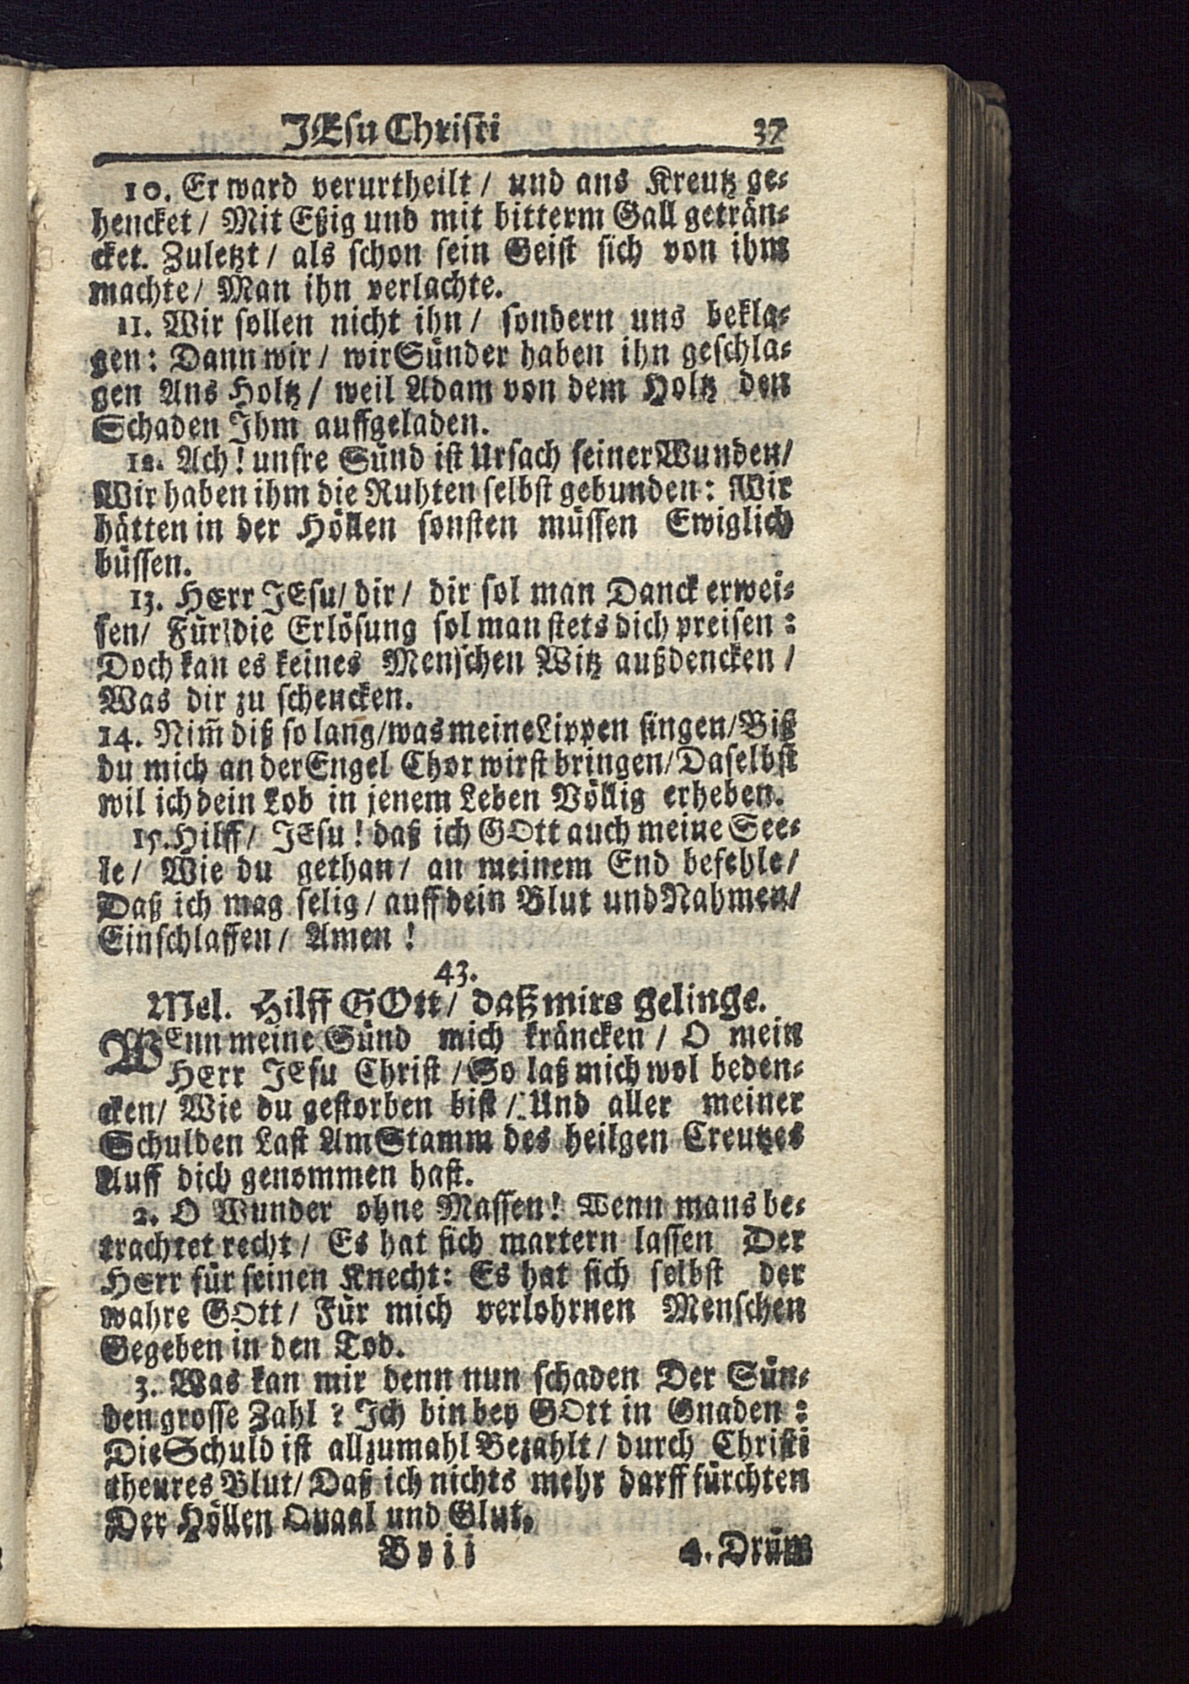 JEsu Christi 37
10. Er ward verurtheilt / und ans Kreutz ge-
hencket / Mit Eßig und mit bitterm Gall geträn-
cket. Zuletzt / als schon sein Geist sich von ihm
machte / Man ihn verlachte.
11. Wir sollen nicht ihn / sondern uns bekla-
gen: Dann wir / wir Sünder haben ihn geschla-
gen Ans Holtz / weil Adam von dem Holtz den
Schaden Ihm auffgeladen.
12. Ach! unsre Sünd ist Ursach seiner Wunden /
Wir haben ihm die Ruhten selbst gebunden: Wir
hätten in der Höllen sonsten müssen Ewiglich
büssen.
13. HErr JEsu / dir / dir sol man Danck erwei-
sen / Für die Erlösung sol man stets dich preisen:
Doch kan es keines Menschen Witz außdencken /
Was dir zu schencken.
14. Nim̃ diß so lang / was meine Lippen singen / Biß
du mich an der Engel Chor wirst bringen / Daselbst
wil ich dein Lob in jenem Leben Völlig erheben.
15. Hilff / JEsu! daß ich GOtt auch meine See-
le / Wie du gethan / an meinem End befehle /
Daß ich mag selig / auff dein Blut und Nahmen /
Einschlaffen / Amen!
43.
Mel. Hilff GOtt / daß mirs gelinge.
WEnn meine Sünd mich kräncken / O mein
HErr JEsu Christ / So laß mich wol beden-
cken / Wie du gestorben bist / Und aller meiner
Schulden Last Am Stamm des heilgen Creutzes
Auff dich genommen hast.
2. O Wunder ohne Massen! Wenn mans be-
trachtet recht / Es hat sich martern lassen Der
HErr für seinen Knecht: Es hat sich selbst der
wahre GOtt / Für mich verlohrnen Menschen
Gegeben in den Tod.
3. Was kan mir denn nun schaden Der Sün-
den grosse Zahl? Ich bin bey GOtt in Gnaden:
Die Schuld ist allzumahl Bezahlt / durch Christi
theures Blut / Daß ich nichts mehr darff fürchten
Der Höllen Quaal und Glut.
B v ii 4. Drüm